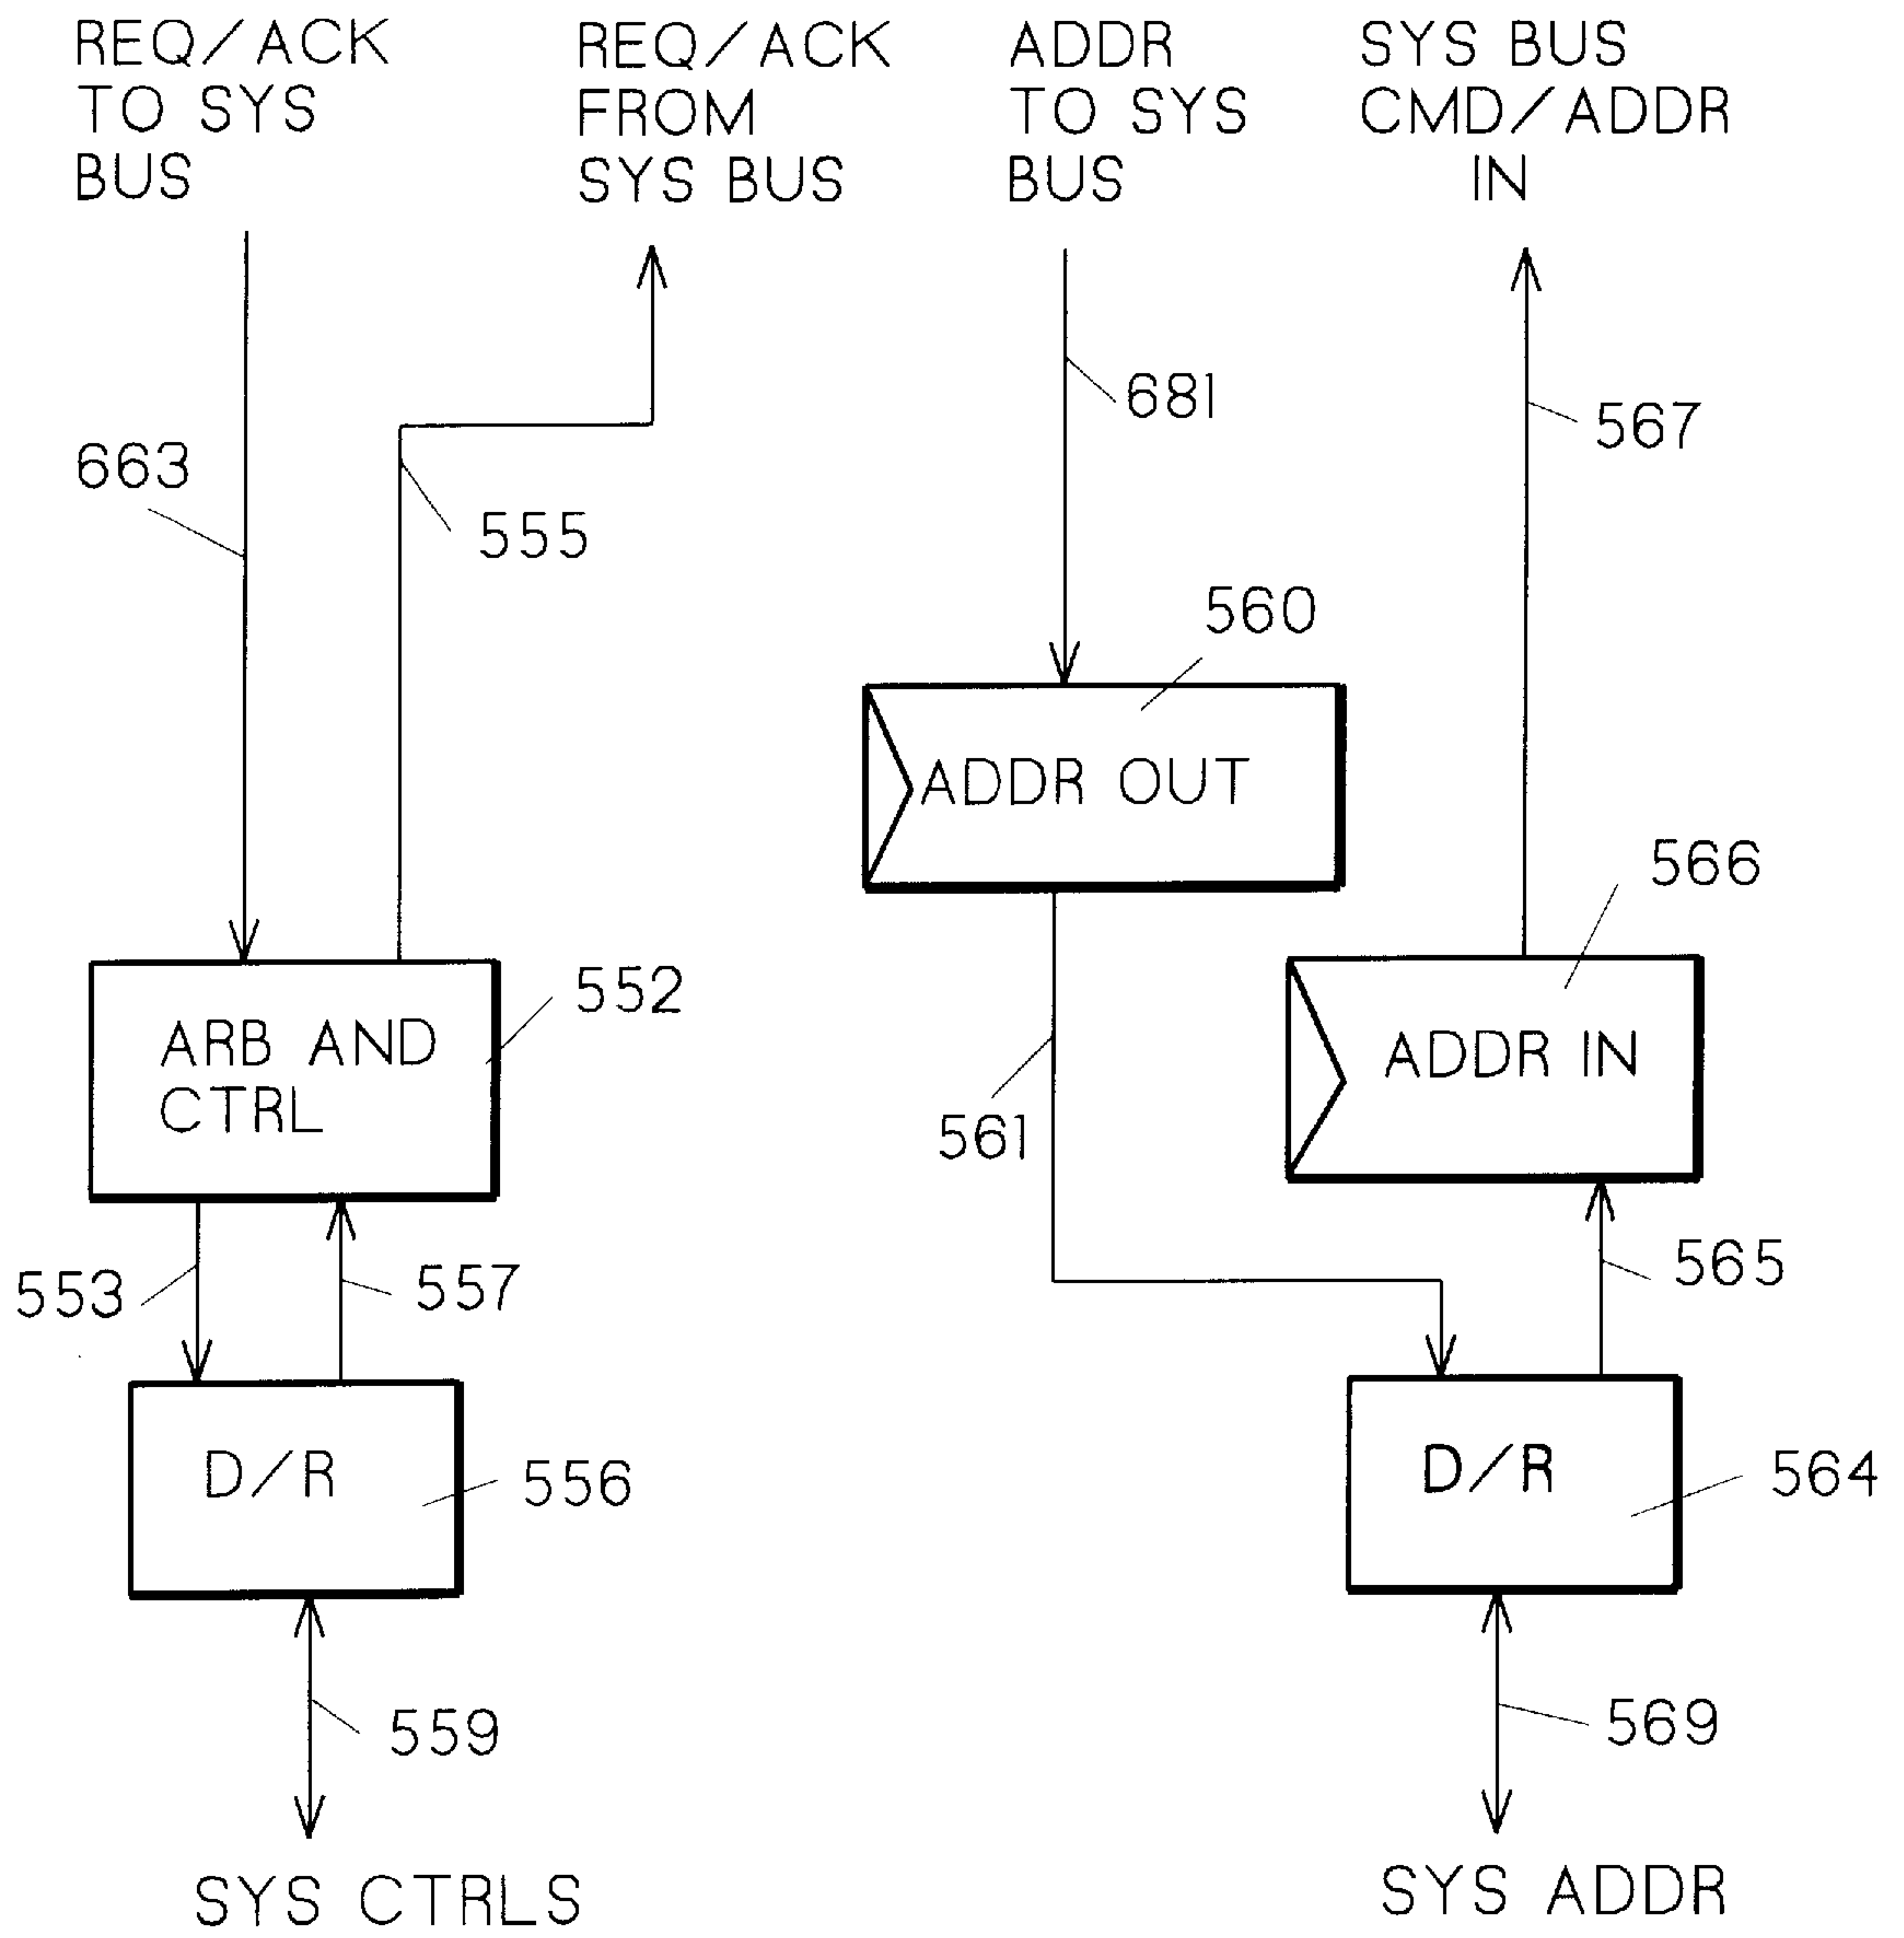 REQ/ACK
TO SYS
BUS
REQ/ACK
FROM
SYS BUS
ADDR
TO SYS
BUS
SYS BUS
CMD/ADDR
IN
663
555
681
567
560
ADDR OUT
566
552
ARB AND
CTRL
ADDR IN
561
553
557
565
D/R
556
D/R
564
559
569
SYS CTRLS
SYS ADDR